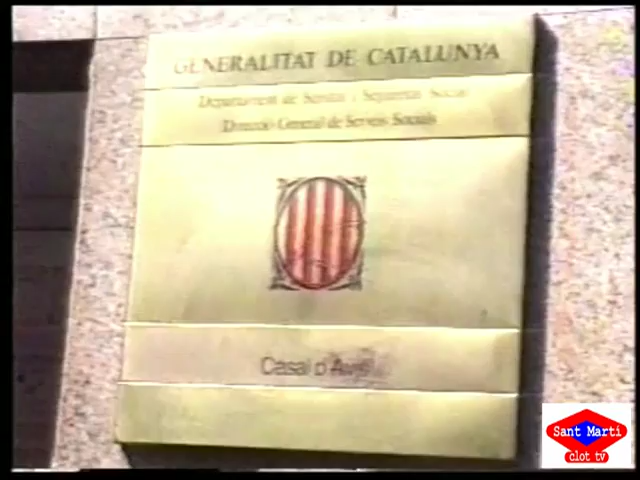 GENERALITAT DE CATALUNYA
Departament de Sanitat i Seguretat Social
Direcció General de Serveis Socials
Casal d'Avis
Sant Martí
clot tv